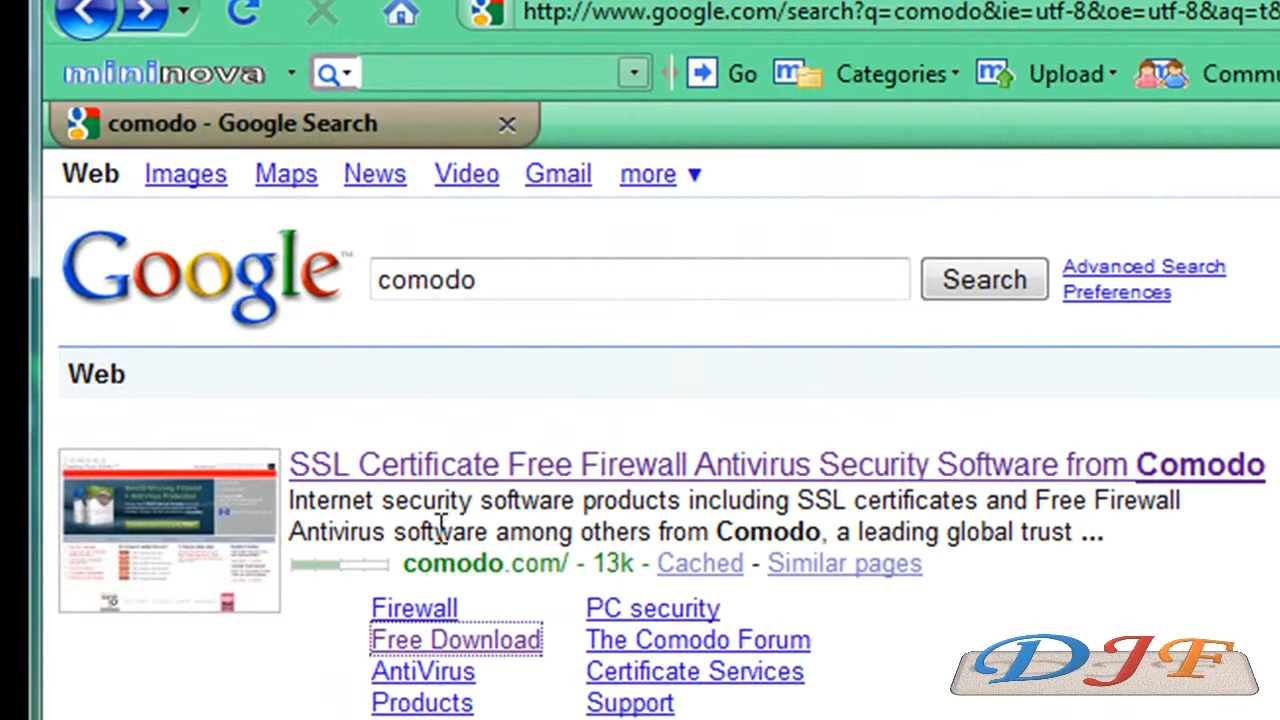 http://www.google.com/search?q=comodo&ie=utf-8&oe=utf-8&aq=t&
mininova Go Categories Upload
comodo - Google Search
Web Images Maps News Video Gmail more
Google™ comodo Search Advanced Search
Preferences
Web
SSL Certificate Free Firewall Antivirus Security Software from Comodo
Internet security software products including SSL certificates and Free Firewall
Antivirus software among others from Comodo, a leading global trust ...
comodo.com/ - 13k - Cached - Similar pages
Firewall PC security
Free Download The Comodo Forum
AntiVirus Certificate Services
Products Support
DJF